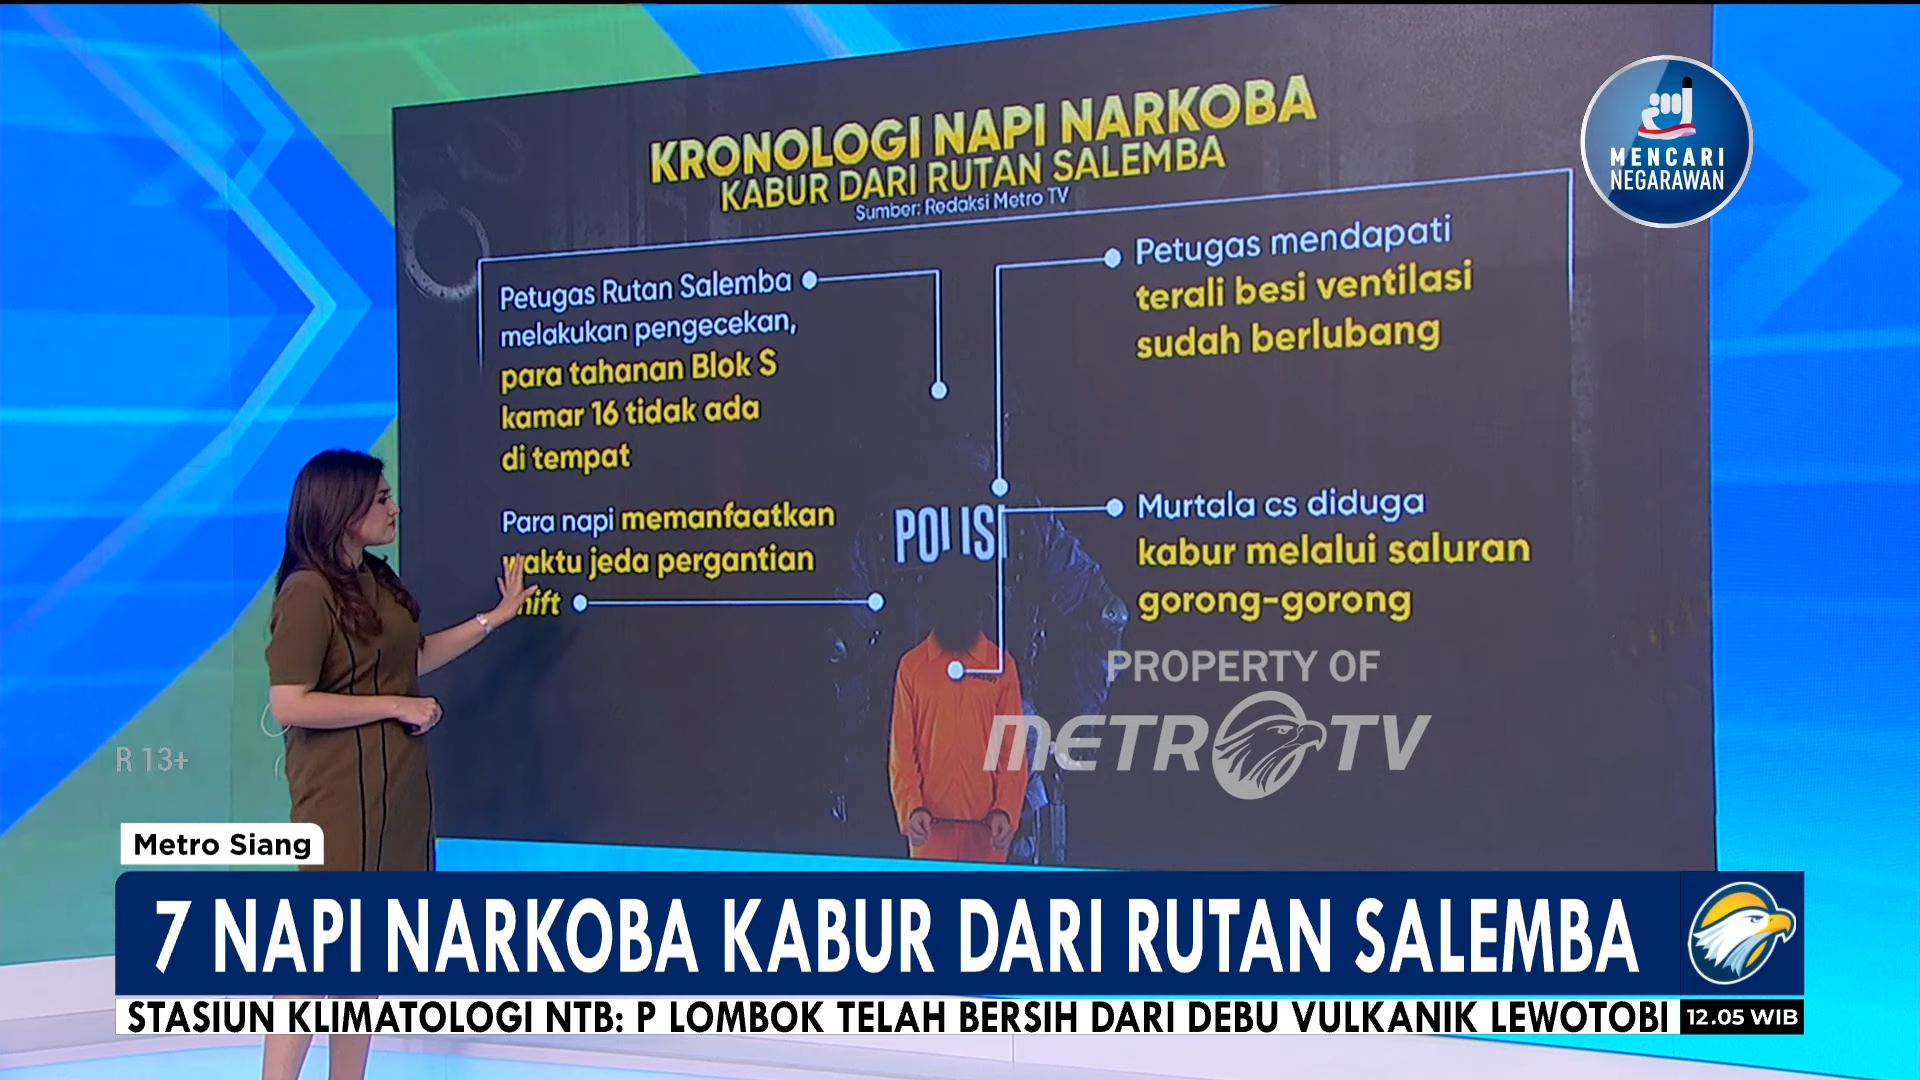 KRONOLOGI NAPI NARKOBA
KABUR DARI RUTAN SALEMBA
Sumber: Redaksi Metro TV
Petugas Rutan Salemba
melakukan pengecekan,
para tahanan Blok S
kamar 16 tidak ada
di tempat
Para napi memanfaatkan
waktu jeda pergantian
shift
Petugas mendapati
terali besi ventilasi
sudah berlubang
Murtala cs diduga
kabur melalui saluran
gorong-gorong
POLISI
MENCARI
NEGARAWAN
PROPERTY OF
METRO TV
R 13+
Metro Siang
7 NAPI NARKOBA KABUR DARI RUTAN SALEMBA
STASIUN KLIMATOLOGI NTB: P LOMBOK TELAH BERSIH DARI DEBU VULKANIK LEWOTOBI
12.05 WIB